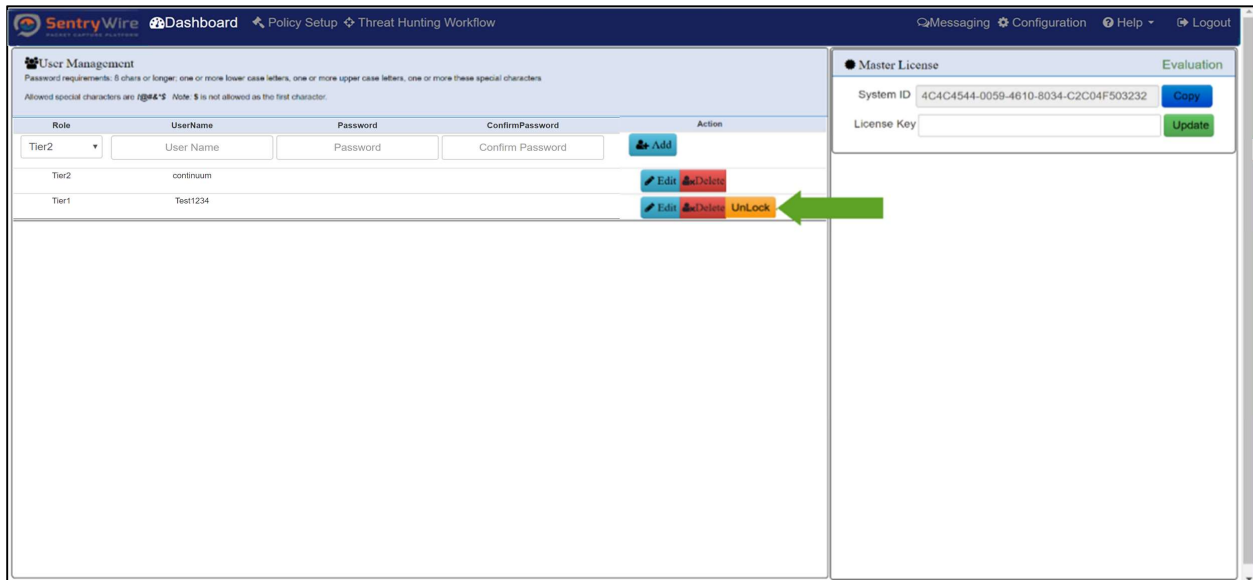 SentryWire Dashboard Policy Setup Threat Hunting Workflow Messaging Configuration Help Logout
PACKET CAPTURE PLATFORM
User Management
Password requirements: 8 chars or longer; one or more lower case letters, one or more upper case letters, one or more these special characters
Allowed special characters are !@#&*$ Note: $ is not allowed as the first character.
Role UserName Password ConfirmPassword Action
Tier2 User Name Password Confirm Password Add
Tier2 continuum Edit Delete
Tier1 Test1234 Edit Delete UnLock
Master License Evaluation
System ID 4C4C4544-0059-4610-8034-C2C04F503232 Copy
License Key Update